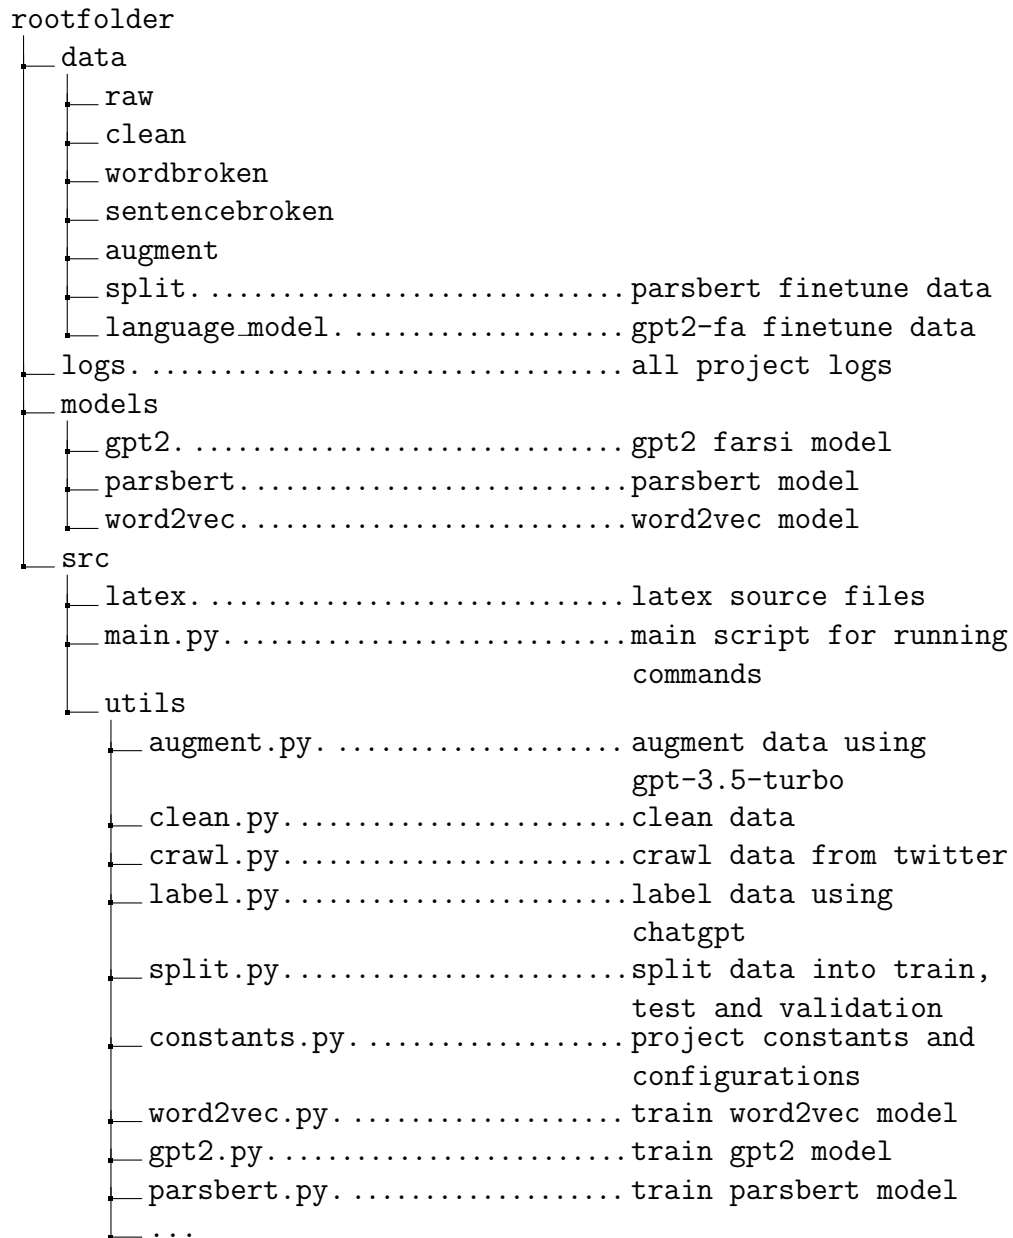 rootfolder
data
raw
clean
wordbroken
sentencebroken
augment
split. ............................. parsbert finetune data
language_model. ................... gpt2-fa finetune data
logs. ................................. all project logs
models
gpt2. .............................. gpt2 farsi model
parsbert...........................parsbert model
word2vec...........................word2vec model
src
latex. ............................. latex source files
main.py............................main script for running
commands
utils
augment.py. .................... augment data using
gpt-3.5-turbo
clean.py........................clean data
crawl.py........................crawl data from twitter
label.py........................label data using
chatgpt
split.py........................split data into train,
test and validation
constants.py. .................. project constants and
configurations
word2vec.py. ................... train word2vec model
gpt2.py.........................train gpt2 model
parsbert.py. ................... train parsbert model
...